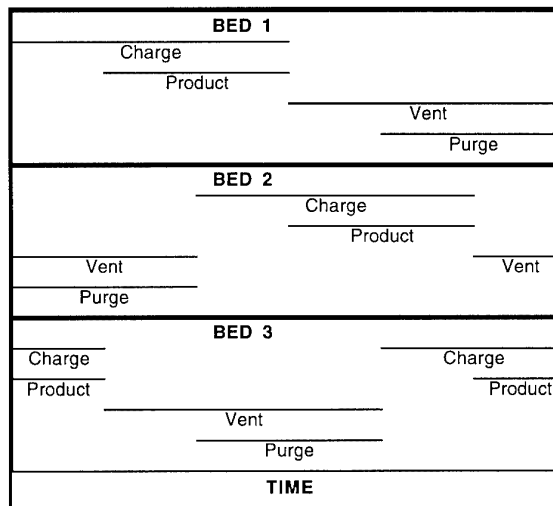 BED 1
Charge
Product
Vent
Purge
BED 2
Charge
Product
Vent Vent
Purge
BED 3
Charge Charge
Product Product
Vent
Purge
TIME